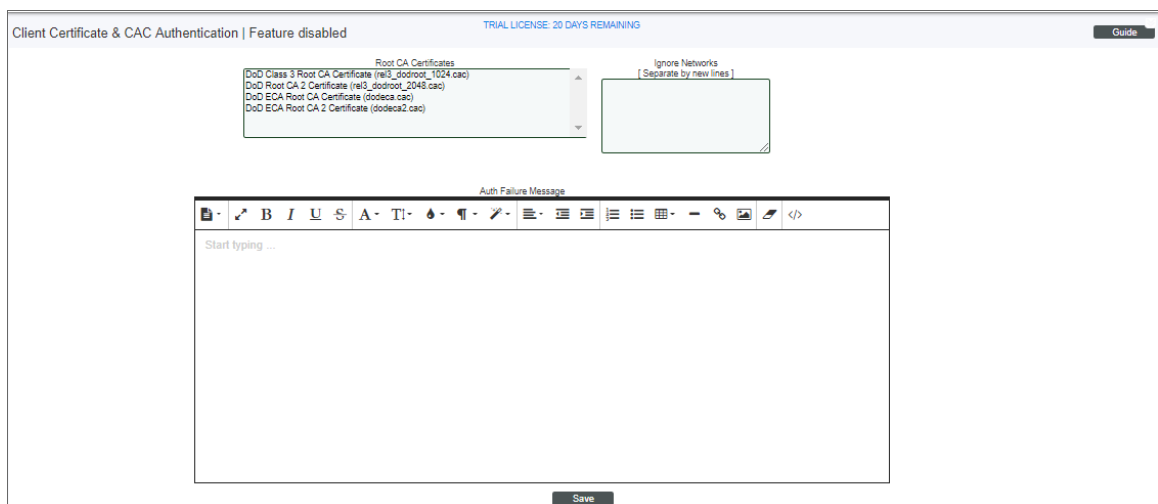 TRIAL LICENSE: 20 DAYS REMAINING
Client Certificate & CAC Authentication | Feature disabled
Guide
Root CA Certificates
DoD Class 3 Root CA Certificate (rel3_dodroot_1024.cac)
DoD Root CA 2 Certificate (rel3_dodroot_2048.cac)
DoD ECA Root CA Certificate (dodeca.cac)
DoD ECA Root CA 2 Certificate (dodeca2.cac)
Ignore Networks
[ Separate by new lines ]
Auth Failure Message
B I U S A T ¶ </>
Start typing ...
Save